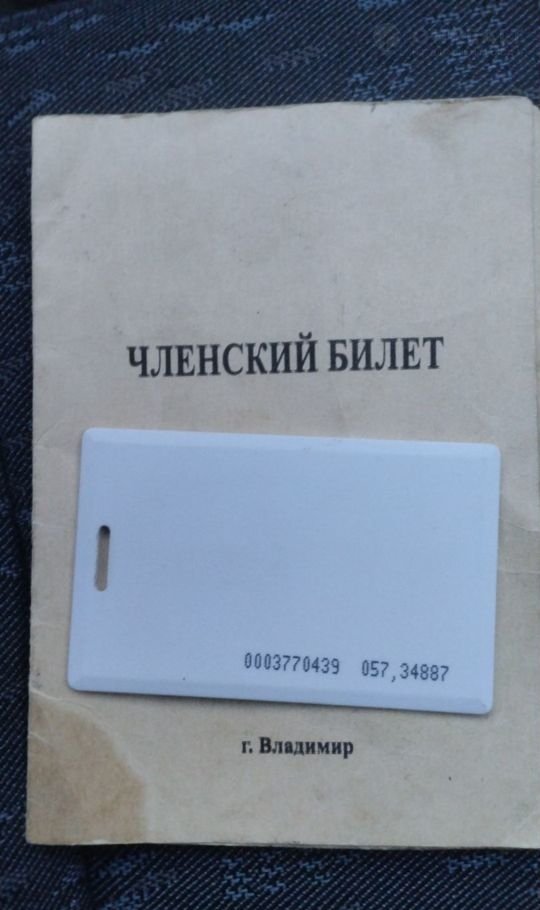 ЧЛЕНСКИЙ БИЛЕТ
0003770439 057,34887
г. Владимир